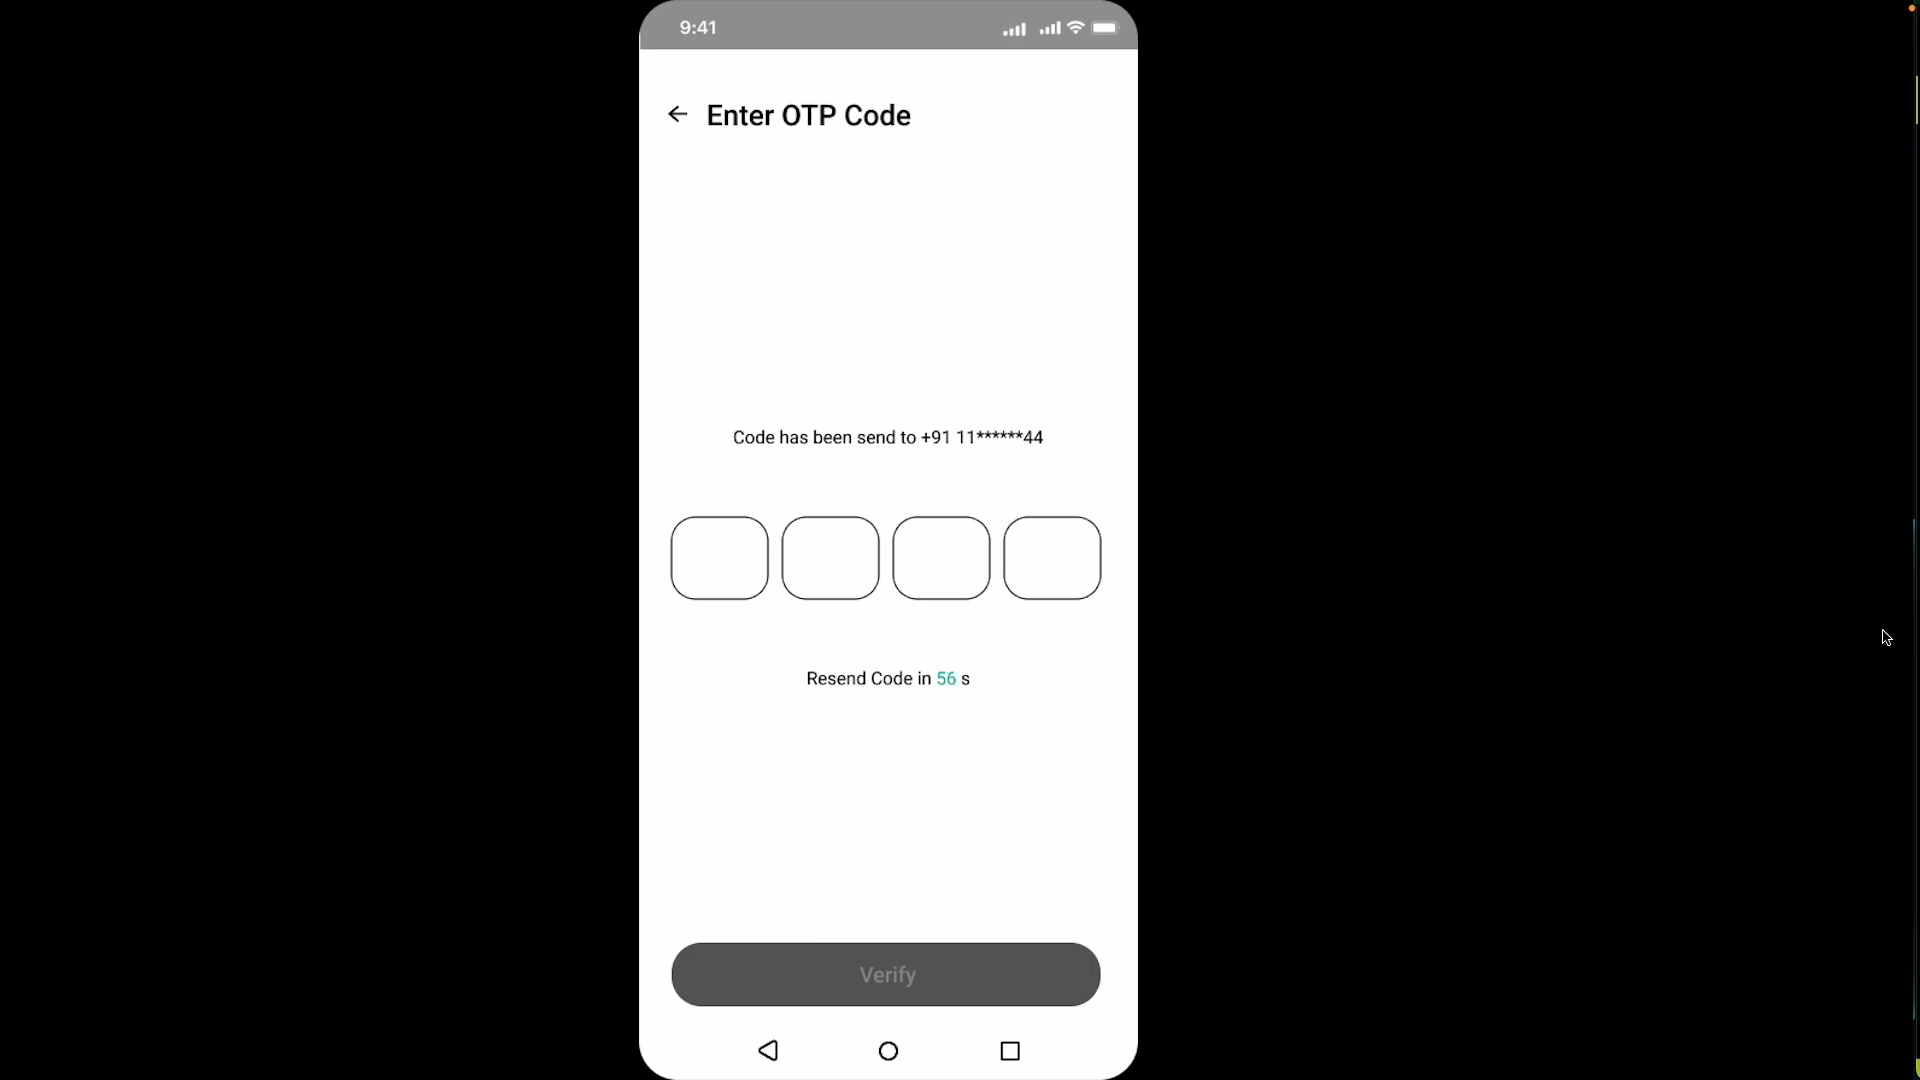 9:41
Enter OTP Code
Code has been send to +91 11******44
Resend Code in 56 s
Verify